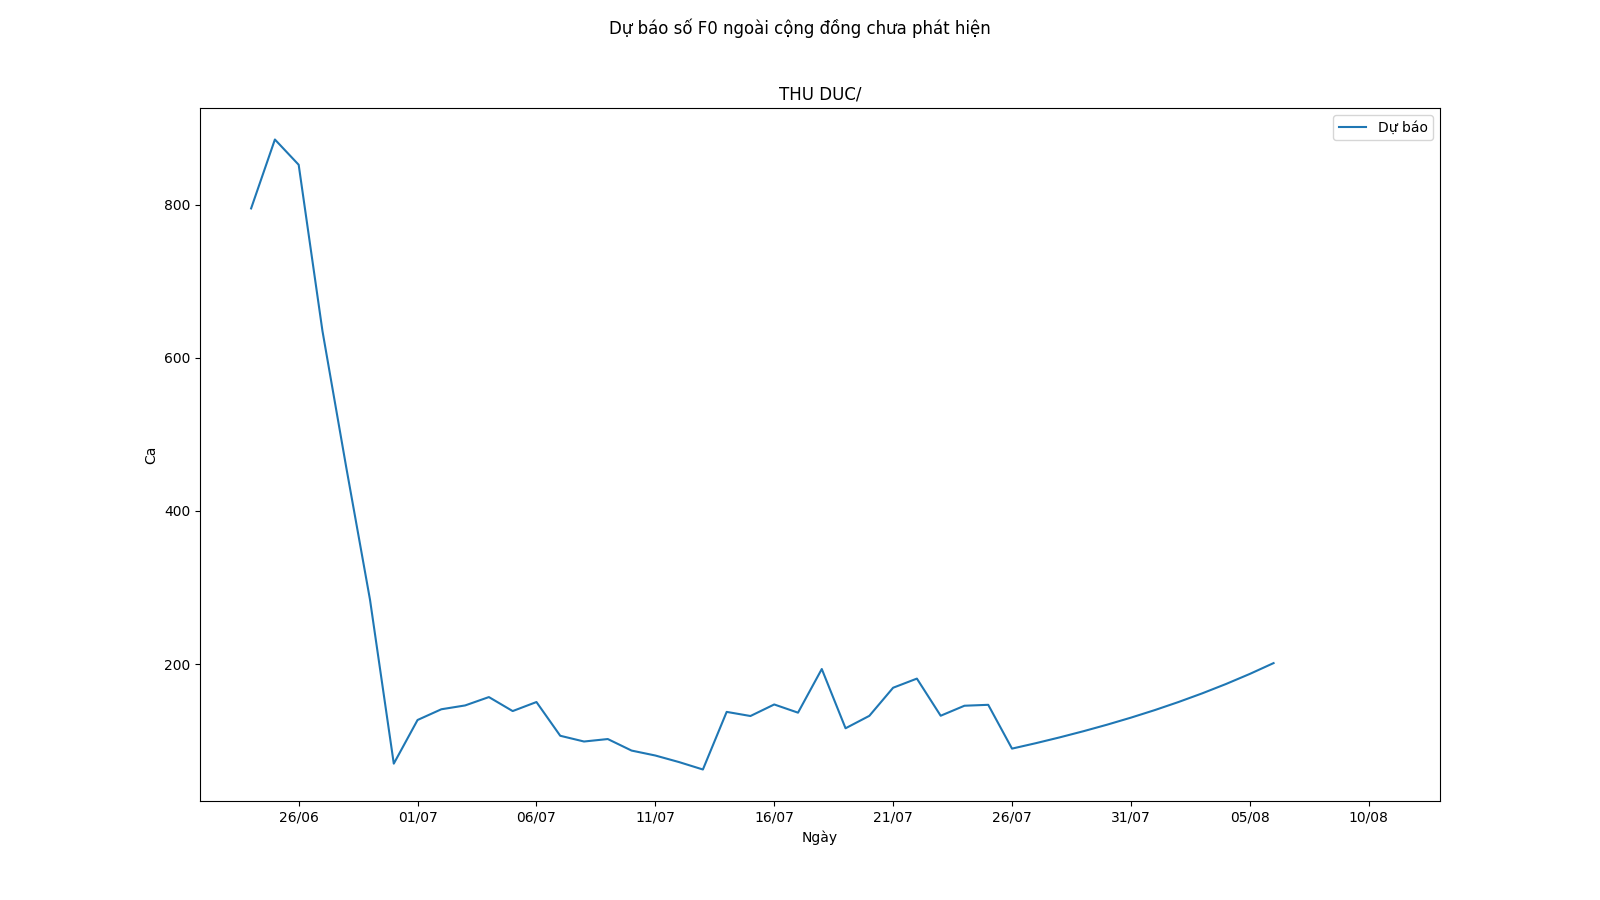 Dự báo số F0 ngoài cộng đồng chưa phát hiện
THU DUC/
Dự báo
800
600
400
200
Ca
26/06 01/07 06/07 11/07 16/07 21/07 26/07 31/07 05/08 10/08
Ngày